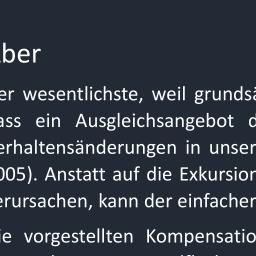 ber
er wesentlichste, weil grundsä
ass ein Ausgleichsangebot d
erhaltensänderungen in unser
005). Anstatt auf die Exkursion
erursachen, kann der einfacher
ie vorgestellten Kompensatio